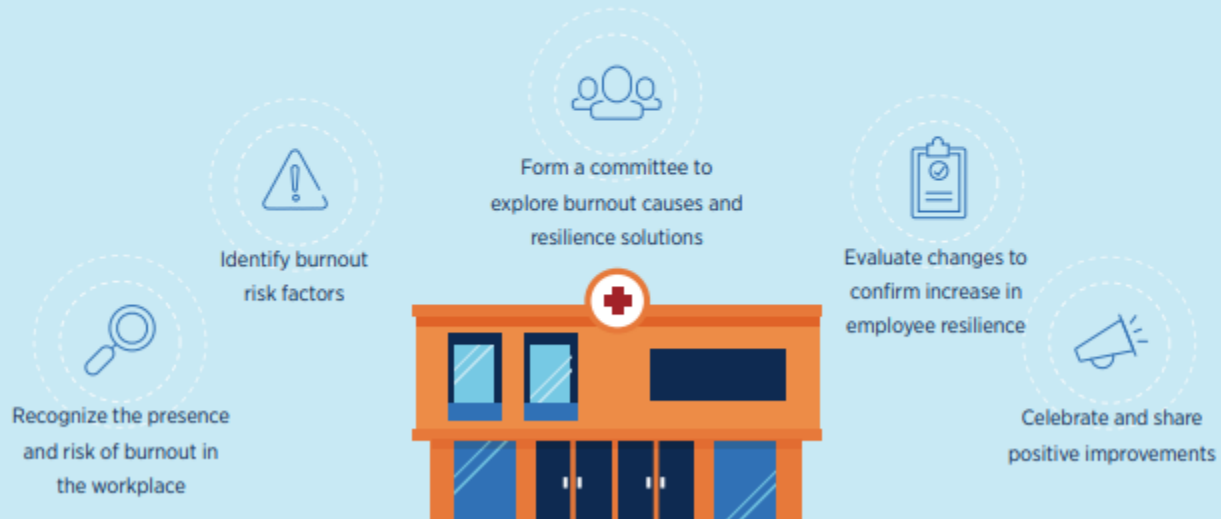 Recognize the presence
and risk of burnout in
the workplace
Identify burnout
risk factors
Form a committee to
explore burnout causes and
resilience solutions
Evaluate changes to
confirm increase in
employee resilience
Celebrate and share
positive improvements